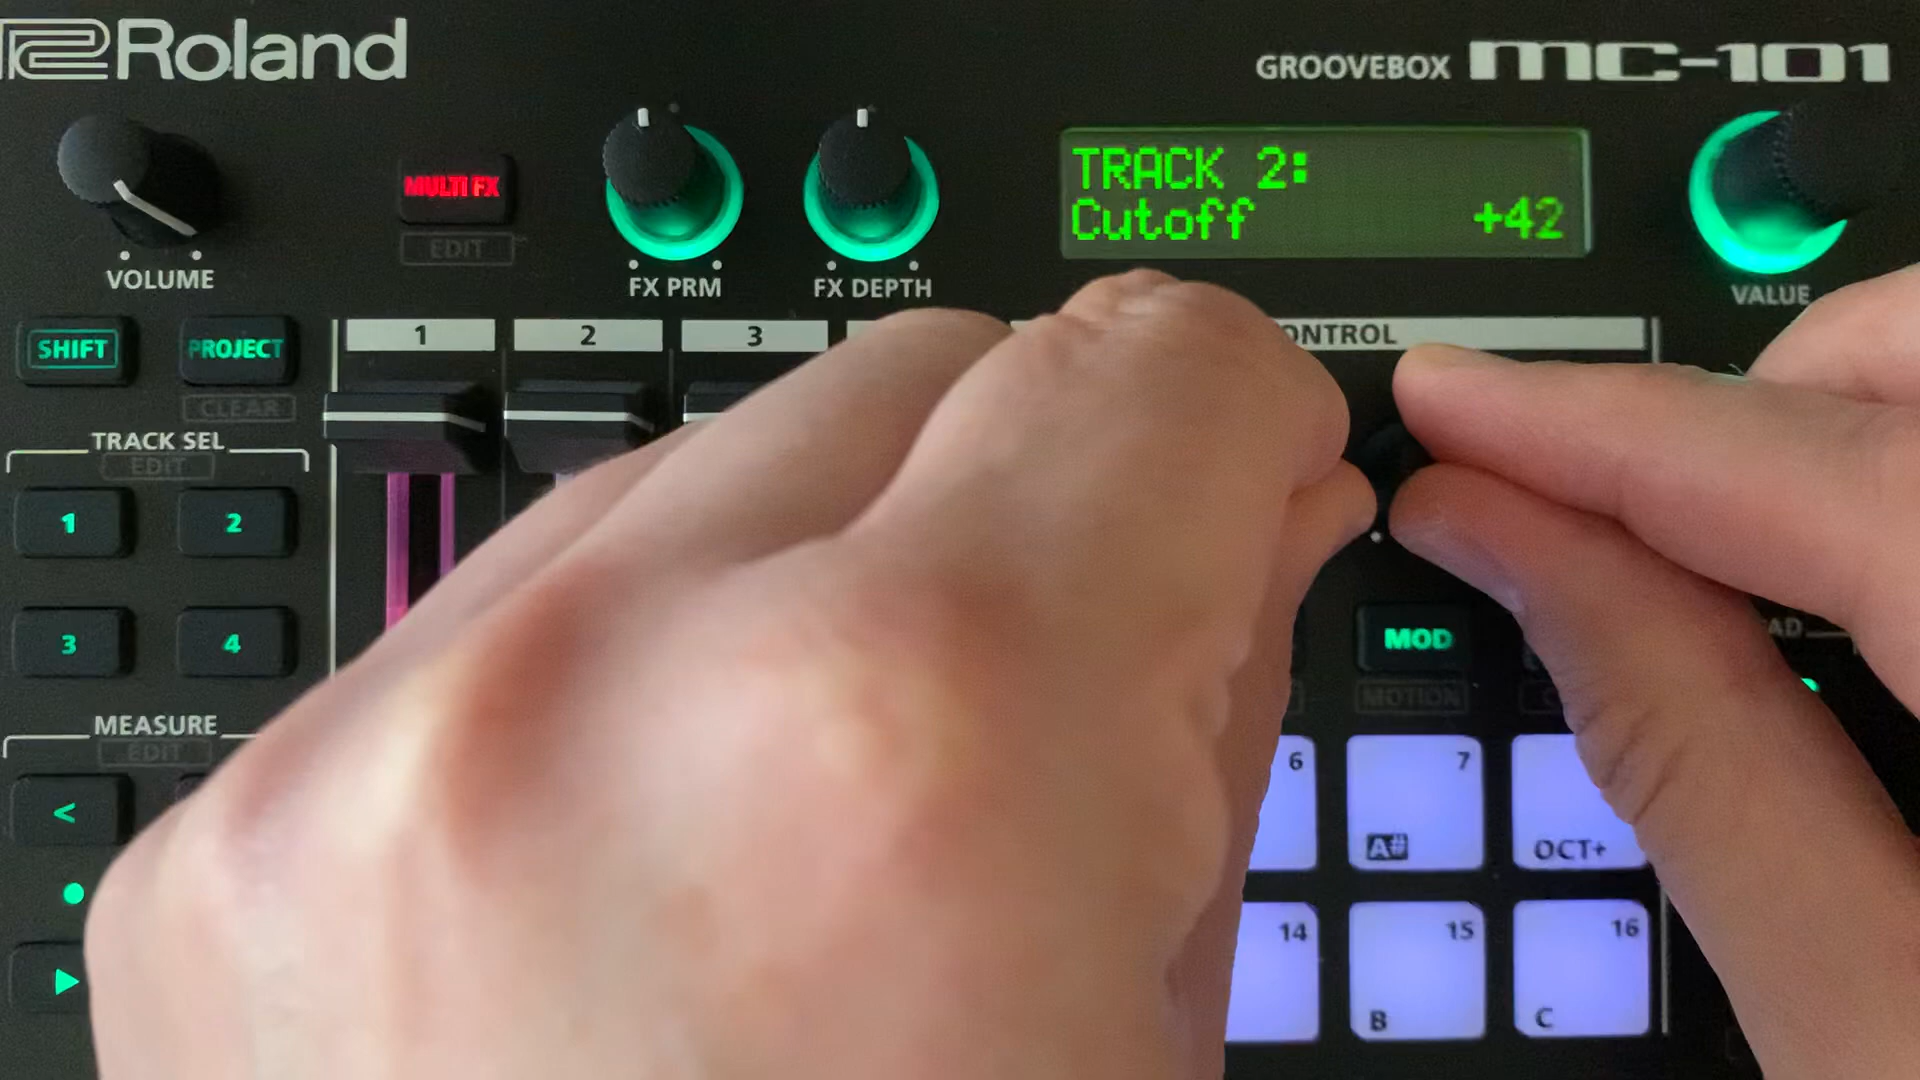 Roland
GROOVEBOX MC-101
VOLUME
MULTI FX
EDIT
FX PRM
FX DEPTH
TRACK 2:
Cutoff +42
VALUE
SHIFT
PROJECT
CLEAR
1
2
3
ONTROL
TRACK SEL
EDIT
1
2
3
4
MOD
MOTION
AD
MEASURE
EDIT
<
6
7
A#
OCT+
14
15
B
16
C